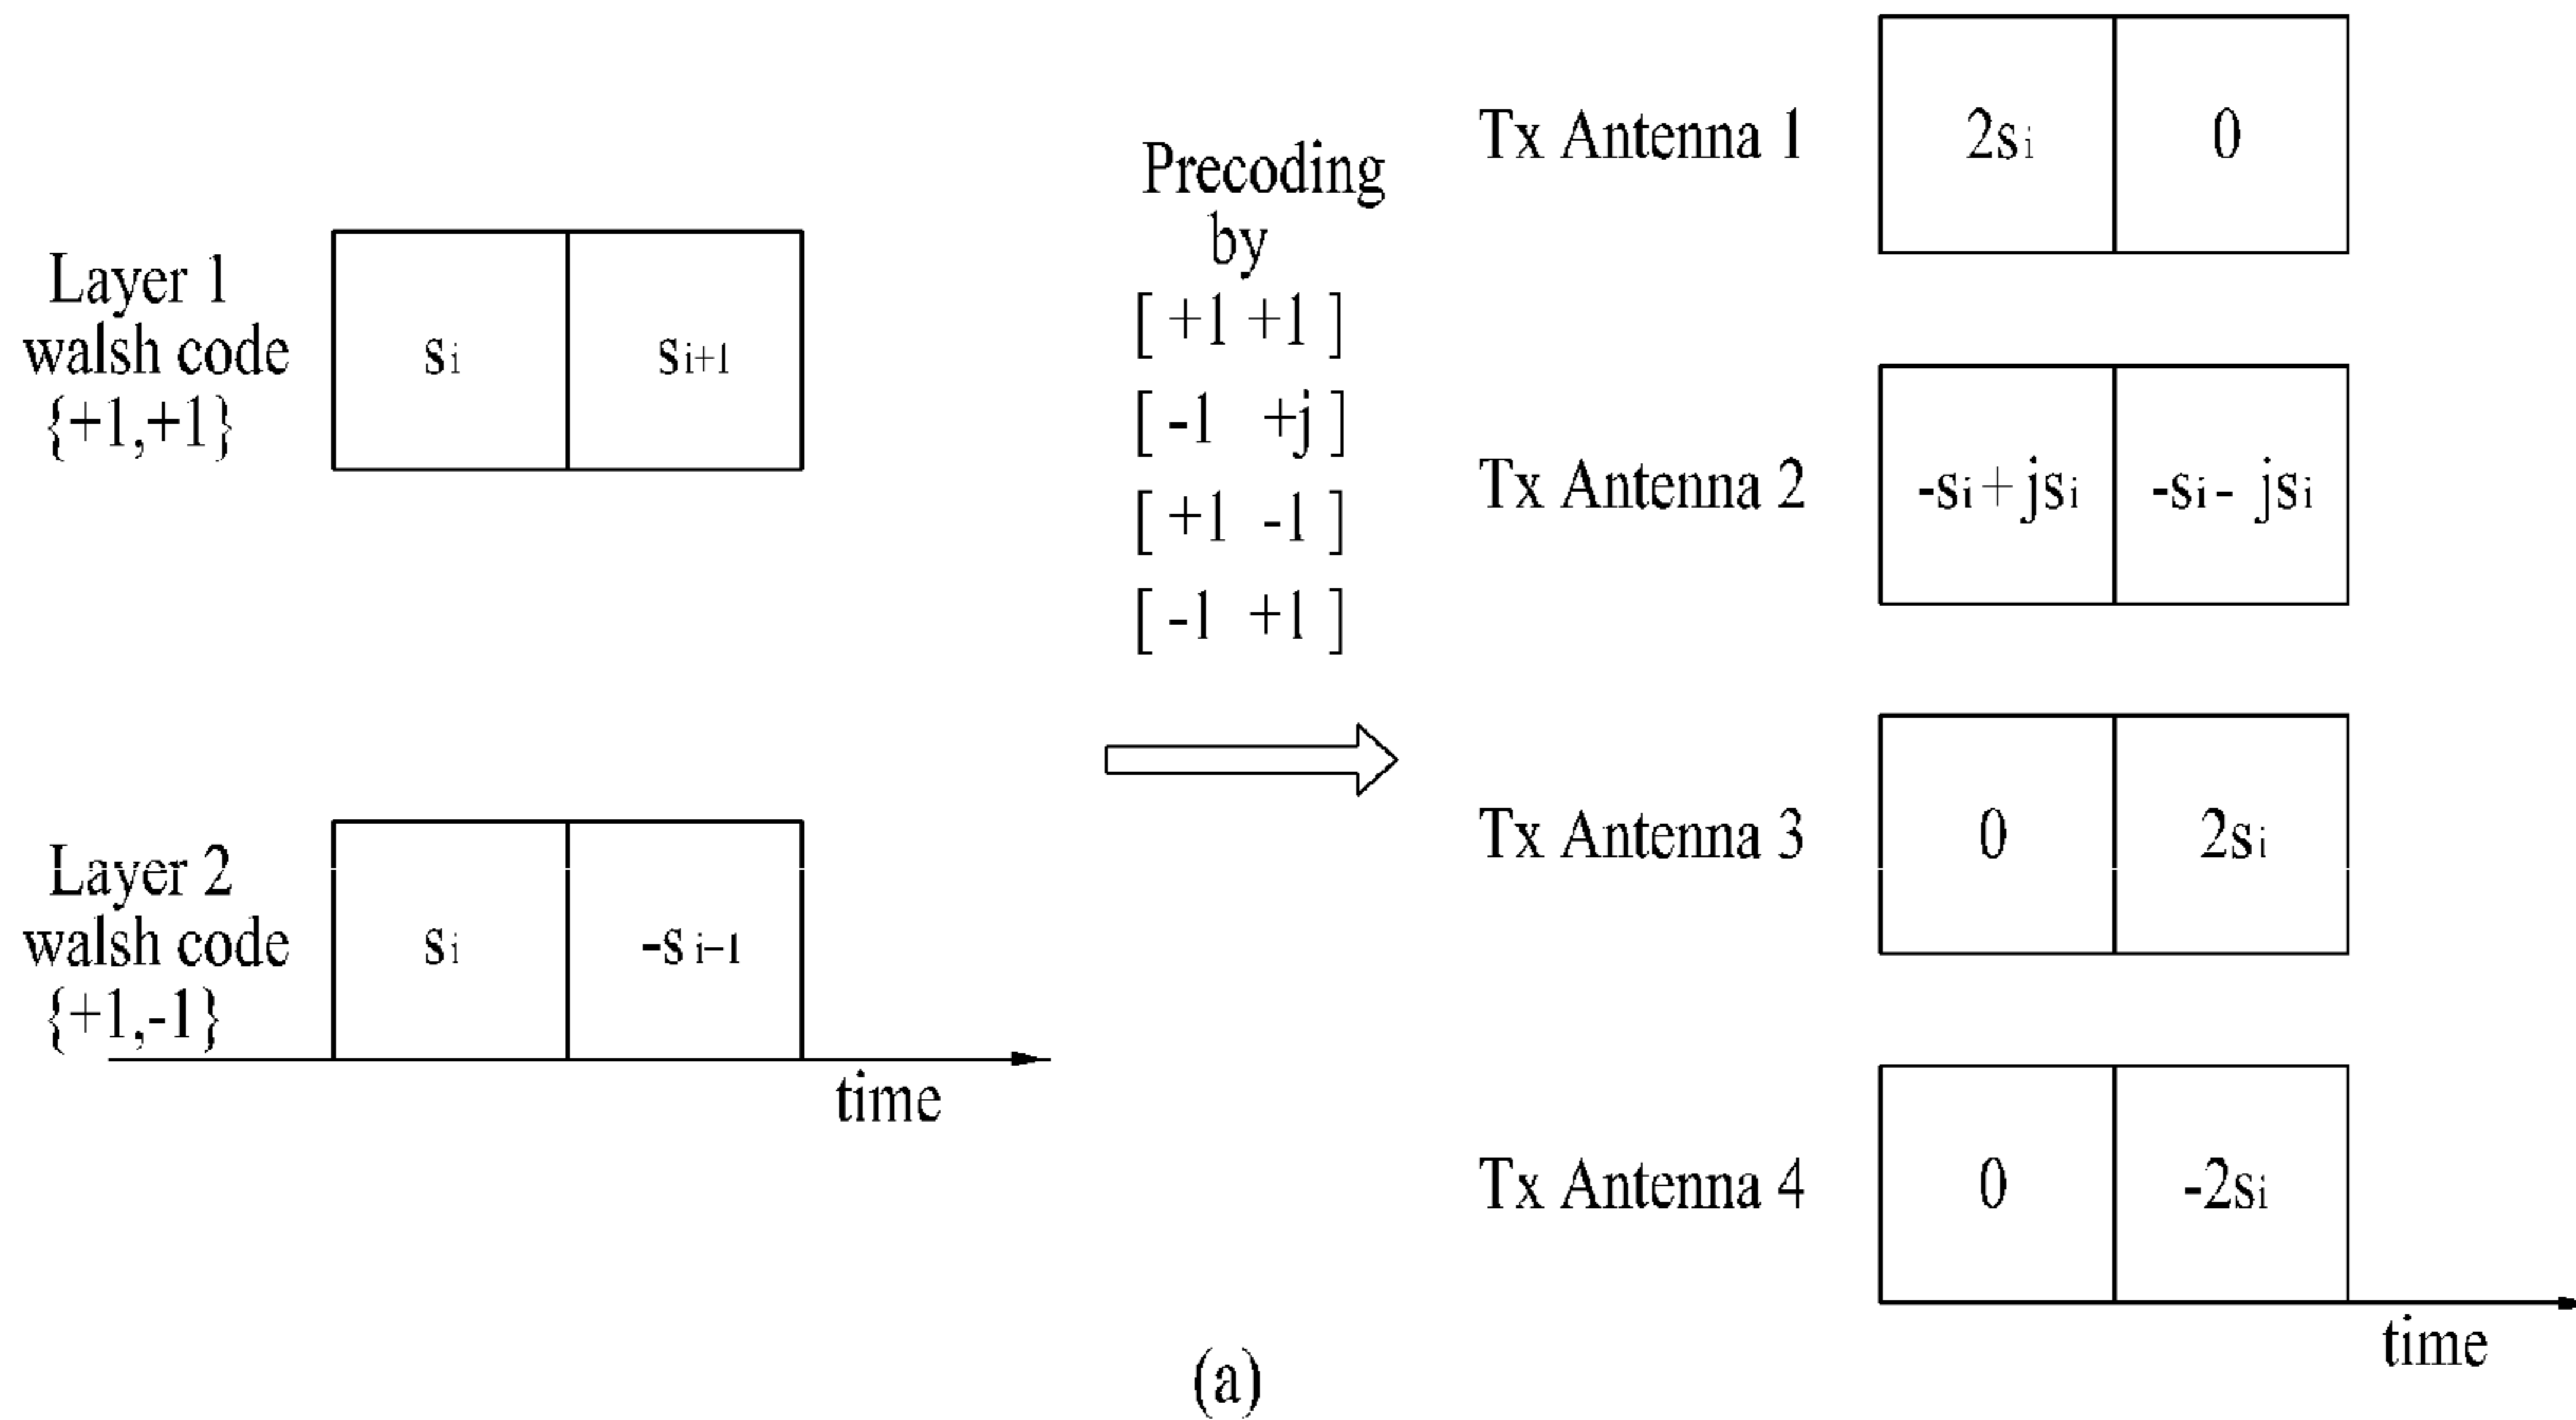 Layer 1
walsh code
{+1,+1}
si
si+1
Layer 2
walsh code
{+1,-1}
si
-si-1
time
Precoding
by
[ +1 +1 ]
[ -1 +j ]
[ +1 -1 ]
[ -1 +1 ]
Tx Antenna 1
2si
0
Tx Antenna 2
-si + jsi
-si - jsi
Tx Antenna 3
0
2si
Tx Antenna 4
0
-2si
time
(a)